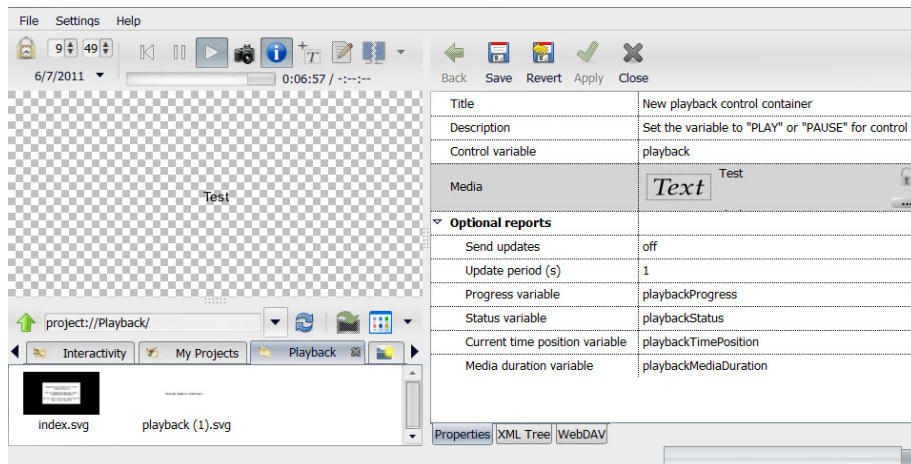 File Settings Help
9 49
6/7/2011
0:06:57 / -:--:--
T
Back Save Revert Apply Close
Test
Title New playback control container
Description Set the variable to "PLAY" or "PAUSE" for control
Control variable playback
Media Text Test
...
Optional reports
Send updates off
Update period (s) 1
Progress variable playbackProgress
Status variable playbackStatus
Current time position variable playbackTimePosition
Media duration variable playbackMediaDuration
project://Playback/
Interactivity My Projects Playback
index.svg playback (1).svg
Properties XML Tree WebDAV